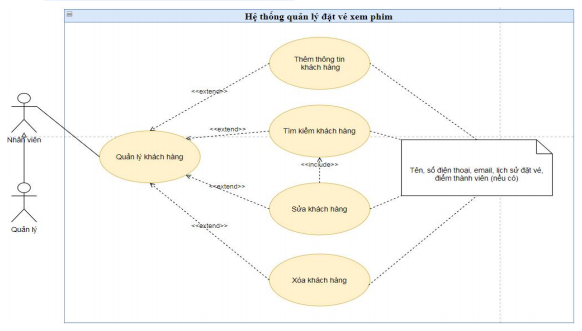 Hệ thống quản lý đặt vé xem phim
Thêm thông tin
khách hàng
<<extend>>
Tìm kiếm khách hàng
<<extend>>
Nhân viên
Quản lý khách hàng
<<include>>
Tên, số điện thoại, email, lịch sử đặt vé,
điểm thành viên (nếu có)
<<extend>>
Sửa khách hàng
Quản lý
<<extend>>
Xóa khách hàng